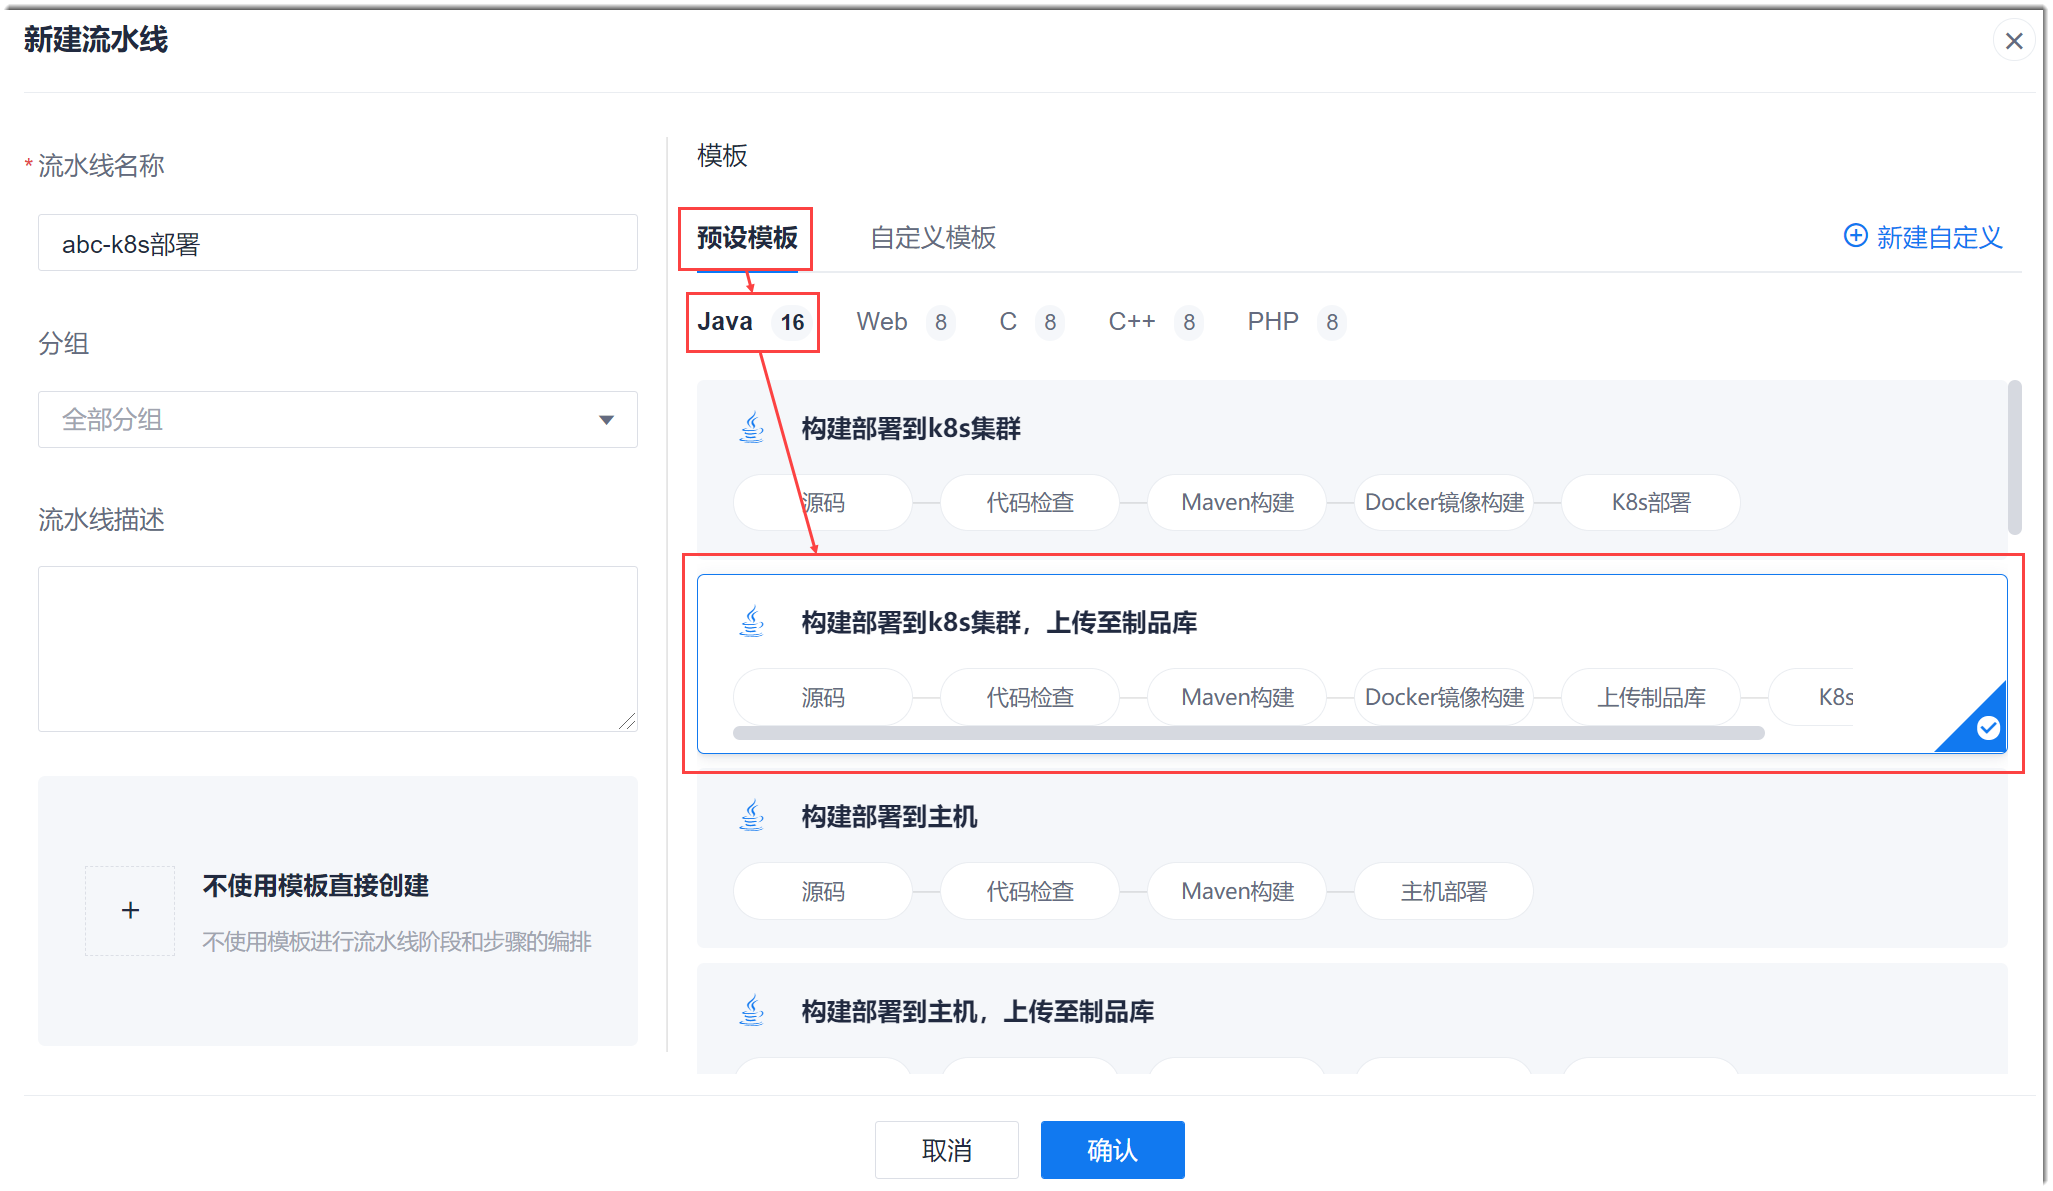 新建流水线
* 流水线名称
abc-k8s部署
分组
全部分组
流水线描述
不使用模板直接创建
不使用模板进行流水线阶段和步骤的编排
模板
预设模板 自定义模板 新建自定义
Java 16 Web 8 C 8 C++ 8 PHP 8
构建部署到k8s集群
源码 代码检查 Maven构建 Docker镜像构建 K8s部署
构建部署到k8s集群，上传至制品库
源码 代码检查 Maven构建 Docker镜像构建 上传制品库 K8s
构建部署到主机
源码 代码检查 Maven构建 主机部署
构建部署到主机，上传至制品库
取消 确认